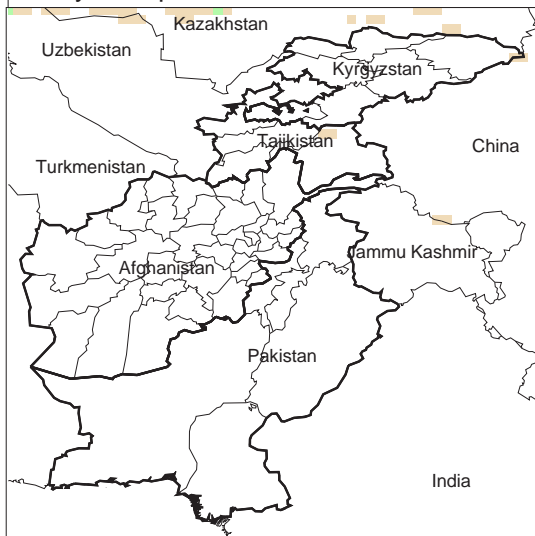 Kazakhstan
Uzbekistan
Kyrgyzstan
Tajikistan
China
Turkmenistan
Jammu Kashmir
Afghanistan
Pakistan
India